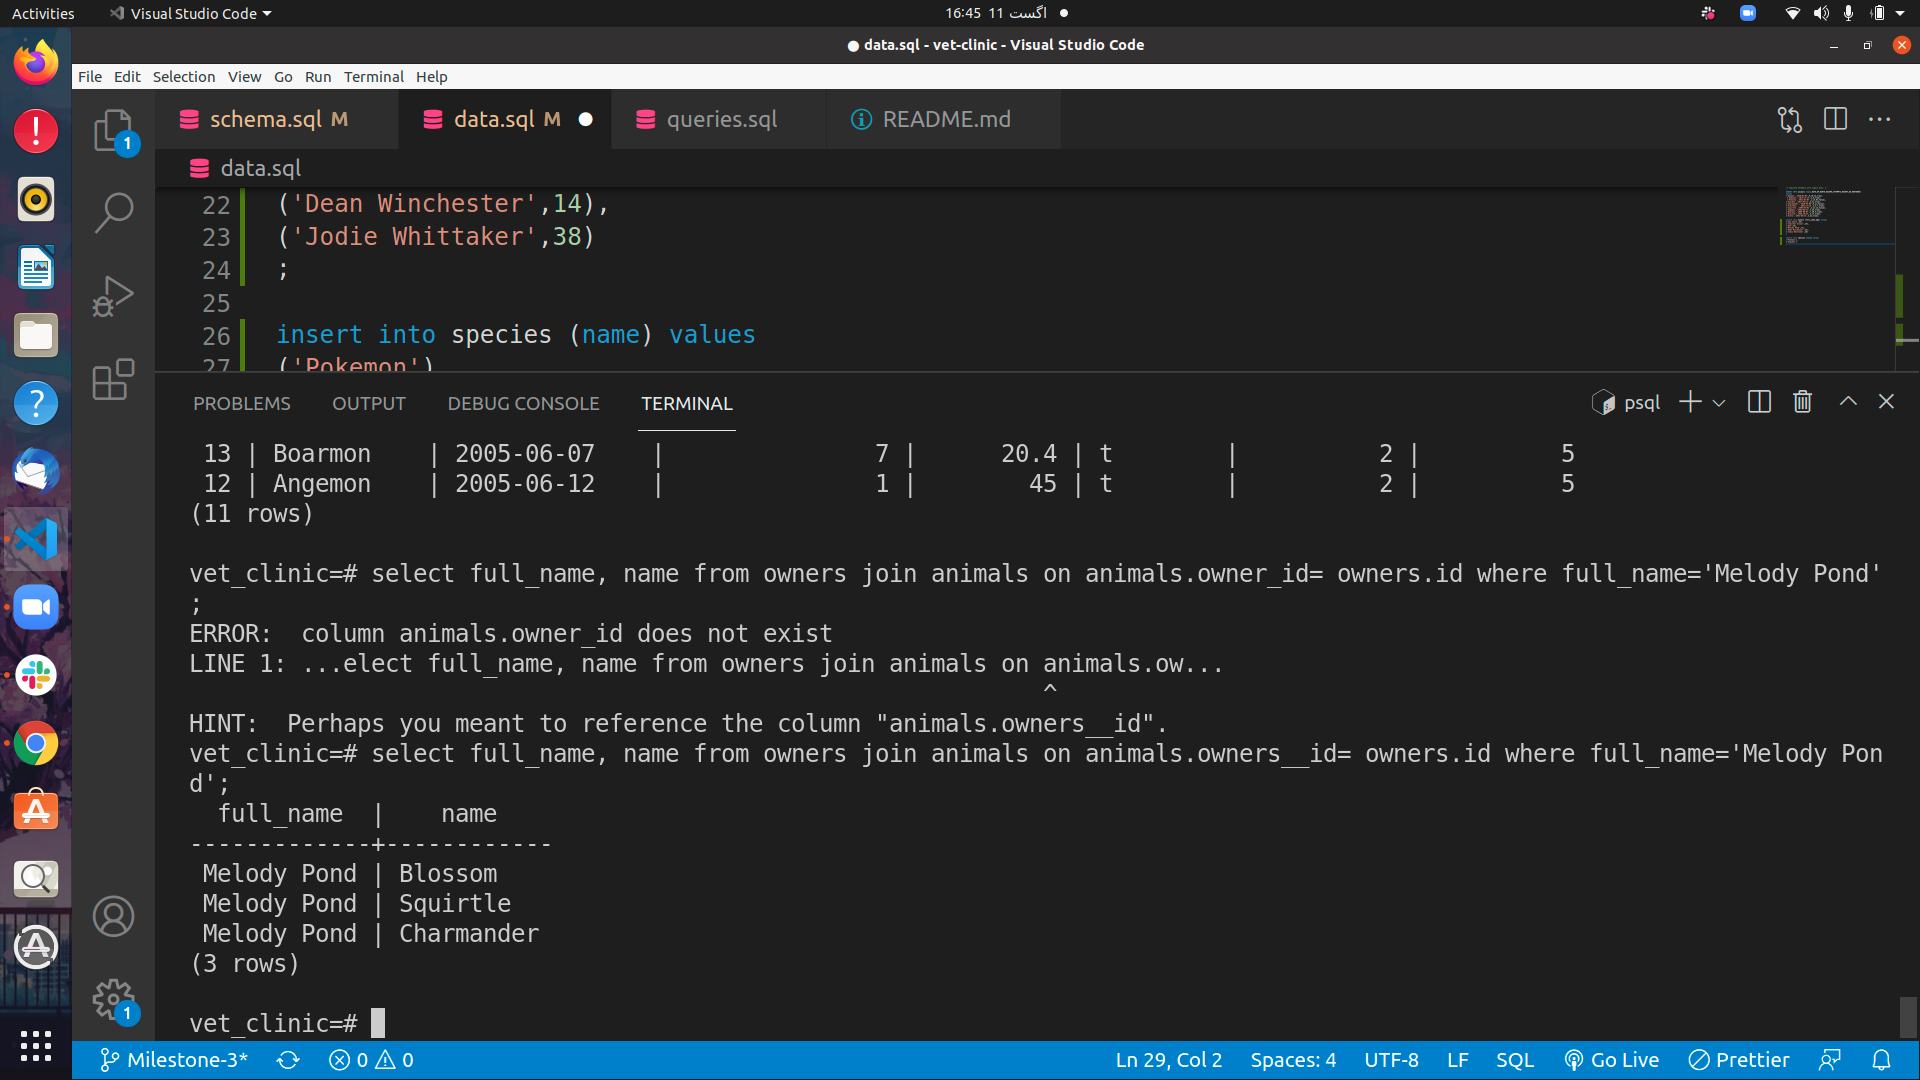 Activities
Visual Studio Code
16:45 11 اگست
data.sql - vet-clinic - Visual Studio Code
File Edit Selection View Go Run Terminal Help
schema.sql M
data.sql M
queries.sql
README.md
1
data.sql
22 ('Dean Winchester',14),
23 ('Jodie Whittaker',38)
24 ;
25
26 insert into species (name) values
27 ('Pokemon')
PROBLEMS OUTPUT DEBUG CONSOLE TERMINAL
psql
13 | Boarmon | 2005-06-07 | 7 | 20.4 | t | 2 | 5
12 | Angemon | 2005-06-12 | 1 | 45 | t | 2 | 5
(11 rows)
vet_clinic=# select full_name, name from owners join animals on animals.owner_id= owners.id where full_name='Melody Pond'
;
ERROR:  column animals.owner_id does not exist
LINE 1: ...elect full_name, name from owners join animals on animals.ow...
^
HINT:  Perhaps you meant to reference the column "animals.owners__id".
vet_clinic=# select full_name, name from owners join animals on animals.owners__id= owners.id where full_name='Melody Pon
d';
full_name | name
-------------+------------
Melody Pond | Blossom
Melody Pond | Squirtle
Melody Pond | Charmander
(3 rows)
vet_clinic=#
1
Milestone-3* 0 0 Ln 29, Col 2 Spaces: 4 UTF-8 LF SQL Go Live Prettier